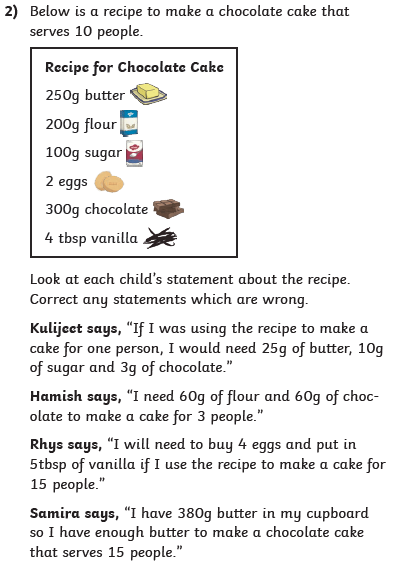 2) Below is a recipe to make a chocolate cake that
serves 10 people.
Recipe for Chocolate Cake
250g butter
200g flour
100g sugar
2 eggs
300g chocolate
4 tbsp vanilla
Look at each child's statement about the recipe.
Correct any statements which are wrong.
Kulijeet says, "If I was using the recipe to make a
cake for one person, I would need 25g of butter, 10g
of sugar and 3g of chocolate."
Hamish says, "I need 60g of flour and 60g of choc-
olate to make a cake for 3 people."
Rhys says, "I will need to buy 4 eggs and put in
5tbsp of vanilla if I use the recipe to make a cake for
15 people."
Samira says, "I have 380g butter in my cupboard
so I have enough butter to make a chocolate cake
that serves 15 people."